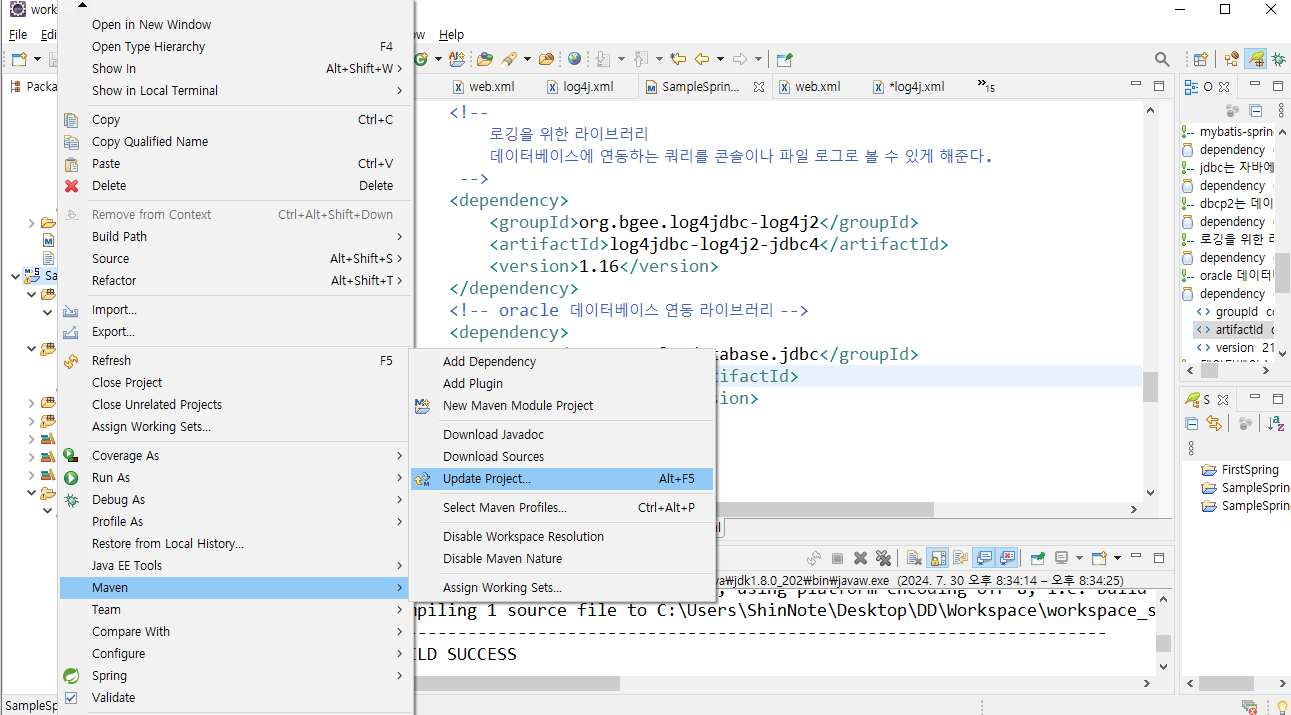 work
File Edi
Help
Packa
Open in New Window
Open Type Hierarchy F4
Show In Alt+Shift+W >
Show in Local Terminal >
Copy Ctrl+C
Copy Qualified Name
Paste Ctrl+V
Delete Delete
Remove from Context Ctrl+Alt+Shift+Down
Build Path >
Source Alt+Shift+S >
Refactor Alt+Shift+T >
Import...
Export...
Refresh F5
Close Project
Close Unrelated Projects
Assign Working Sets...
Coverage As >
Run As >
Debug As >
Profile As >
Restore from Local History...
Java EE Tools >
Maven >
Team >
Compare With >
Configure >
Spring >
Validate
Sa
SampleSp
web.xml log4j.xml SampleSprin... web.xml *log4j.xml »15
<!--
로깅을 위한 라이브러리
데이터베이스에 연동하는 쿼리를 콘솔이나 파일 로그로 볼 수 있게 해준다.
-->
<dependency>
<groupId>org.bgee.log4jdbc-log4j2</groupId>
<artifactId>log4jdbc-log4j2-jdbc4</artifactId>
<version>1.16</version>
</dependency>
<!-- oracle 데이터베이스 연동 라이브러리 -->
<dependency>
tabase.jdbc</groupId>
tifactId>
sion>
Add Dependency
Add Plugin
New Maven Module Project
Download Javadoc
Download Sources
Update Project... Alt+F5
Select Maven Profiles... Ctrl+Alt+P
Disable Workspace Resolution
Disable Maven Nature
Assign Working Sets...
va₩jdk1.8.0_202₩bin₩javaw.exe (2024. 7. 30 오후 8:34:14 – 오후 8:34:25)
piling 1 source file to C:\Users\ShinNote\Desktop\DD\Workspace\workspace_s
------------------------------------------------------------------------
LD SUCCESS
O
mybatis-spring
dependency
jdbc는 자바에
dependency
dbcp2는 데이
dependency
로깅을 위한 라
dependency
oracle 데이터
dependency
<> groupId
<> artifactId
<> version 21
S
FirstSpring
SampleSpring
SampleSpring